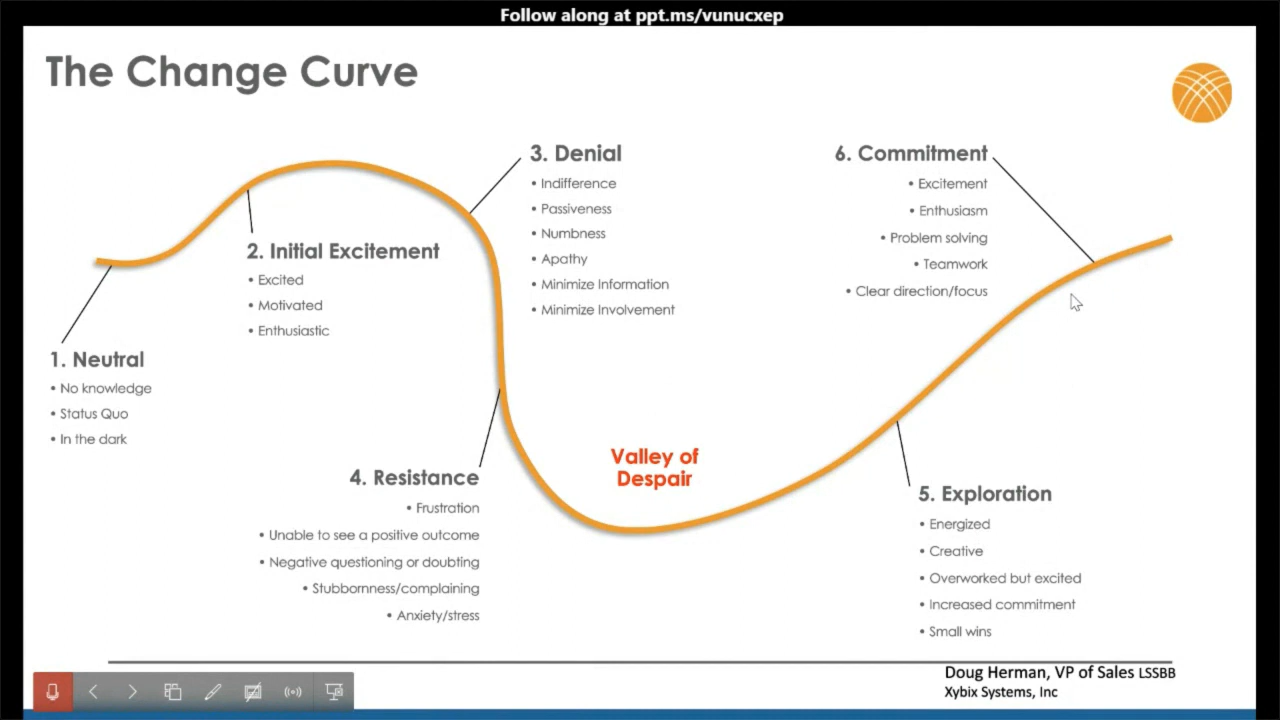 Follow along at ppt.ms/vunucxep
The Change Curve
1. Neutral
• No knowledge
• Status Quo
• In the dark
2. Initial Excitement
• Excited
• Motivated
• Enthusiastic
3. Denial
• Indifference
• Passiveness
• Numbness
• Apathy
• Minimize Information
• Minimize Involvement
4. Resistance
• Frustration
• Unable to see a positive outcome
• Negative questioning or doubting
• Stubbornness/complaining
• Anxiety/stress
Valley of
Despair
5. Exploration
• Energized
• Creative
• Overworked but excited
• Increased commitment
• Small wins
6. Commitment
• Excitement
• Enthusiasm
• Problem solving
• Teamwork
• Clear direction/focus
Doug Herman, VP of Sales LSSBB
Xybix Systems, Inc